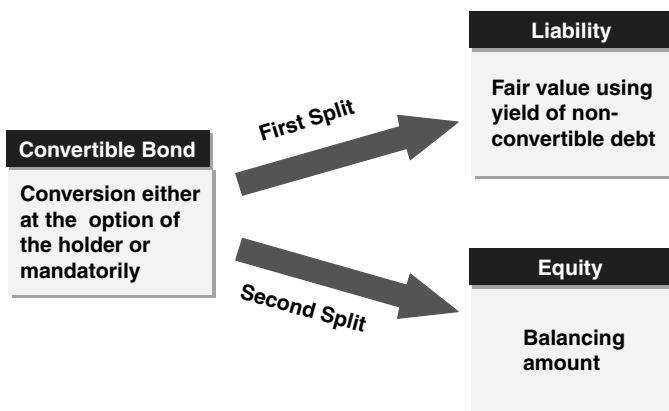 Convertible Bond
Conversion either
at the option of
the holder or
mandatorily
First Split
Second Split
Liability
Fair value using
yield of non-
convertible debt
Equity
Balancing
amount